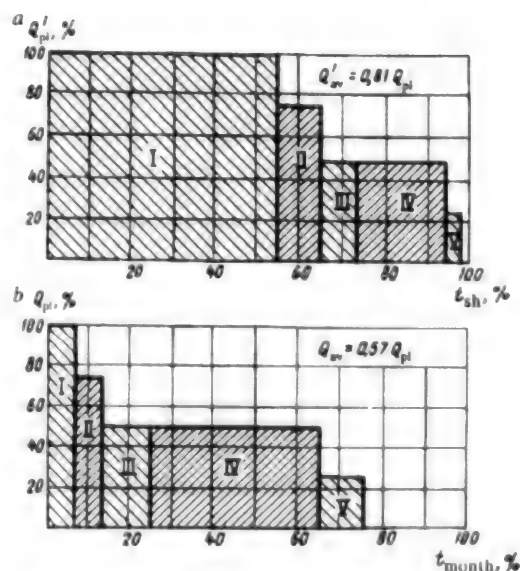 a Q'pl, %
100
80
60
40
20
Q'av = 0,81 Qpl
I
II
III
IV
V
20 40 60 80 100
tsh, %
b Qpl, %
100
80
60
40
20
Qav = 0,57 Qpl
I
II
III
IV
V
20 40 60 80 100
tmonth, %